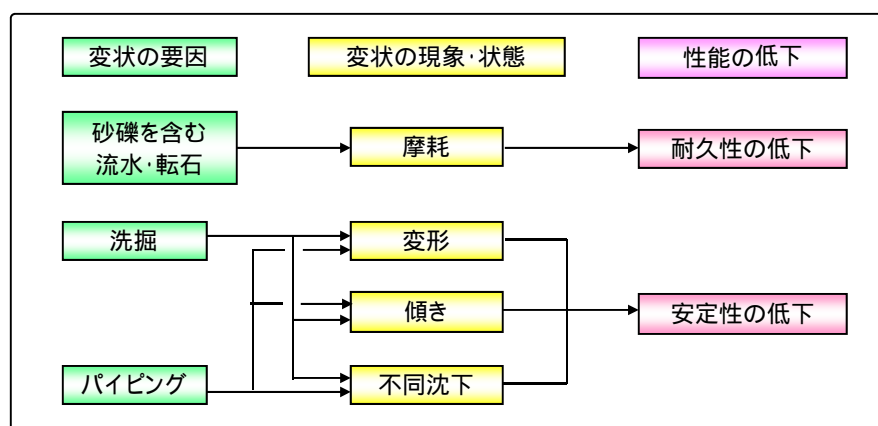 変状の要因
変状の現象･状態
性能の低下
砂礫を含む
流水･転石
摩耗
耐久性の低下
洗掘
変形
傾き
安定性の低下
パイピング
不同沈下